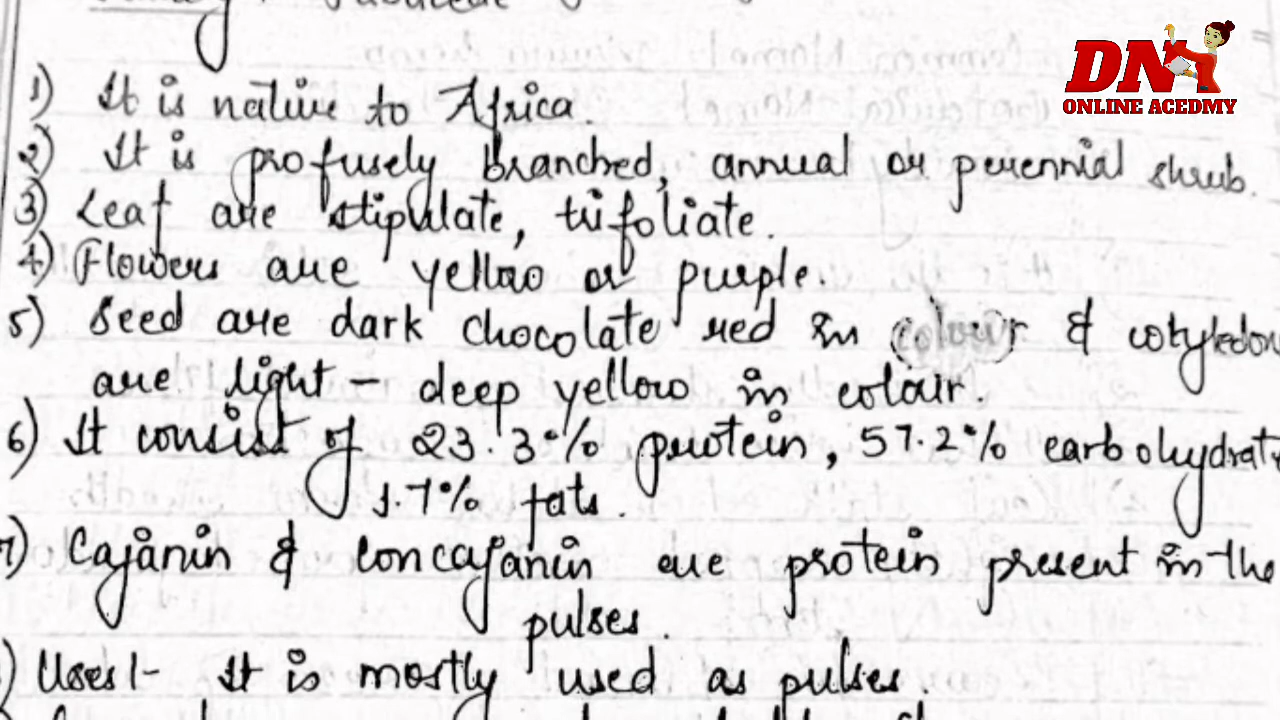 DN
ONLINE ACEDMY
1) It is native to Africa.
2) It is profusely branched, annual or perennial shrub.
3) Leaf are stipulate, trifoliate.
4) Flowers are yellow or purple.
5) Seed are dark chocolate red in colour & cotyledon
are light - deep yellow in colour.
6) It consist of 23.3% protein, 57.2% carbohydrat
1.7% fats.
7) Cajanin & concajanin are protein present in the
pulses.
) Uses:- It is mostly used as pulses.